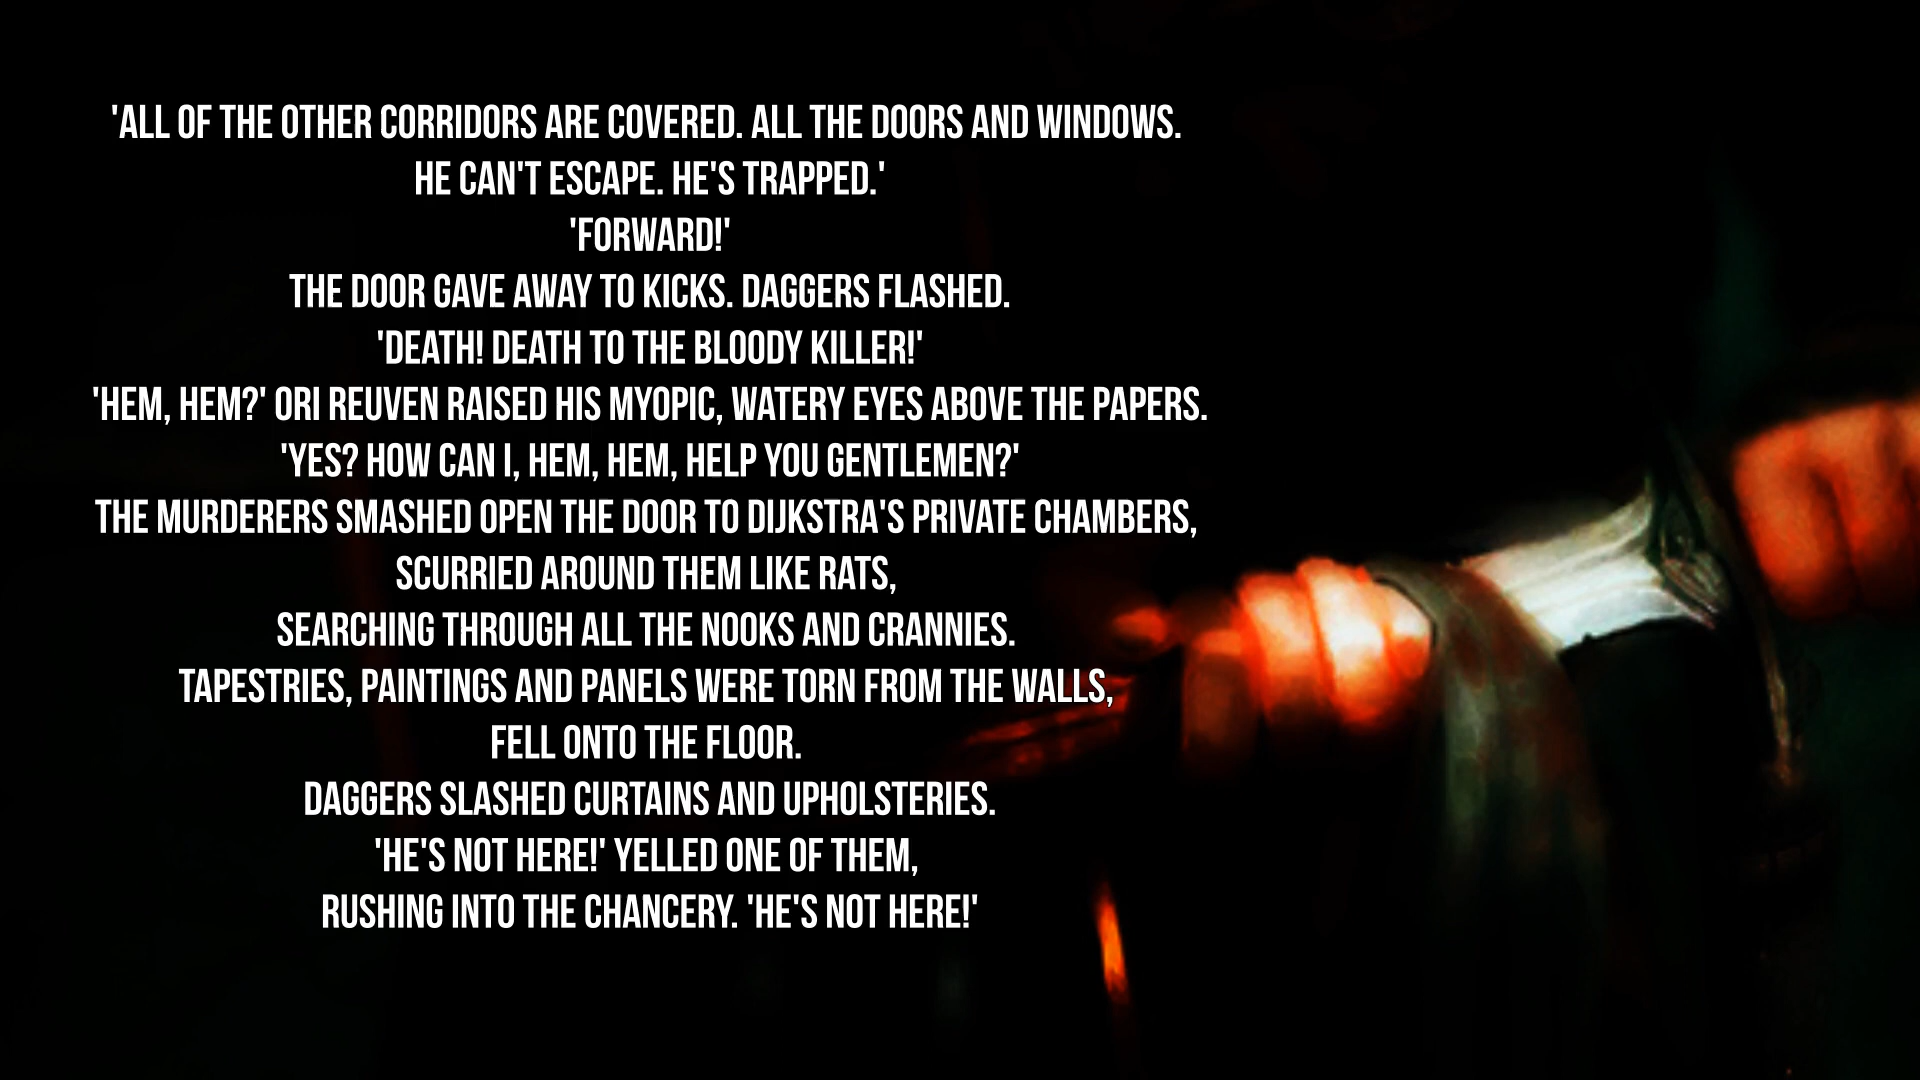 'ALL OF THE OTHER CORRIDORS ARE COVERED. ALL THE DOORS AND WINDOWS.
HE CAN'T ESCAPE. HE'S TRAPPED.'
'FORWARD!'
THE DOOR GAVE AWAY TO KICKS. DAGGERS FLASHED.
'DEATH! DEATH TO THE BLOODY KILLER!'
'HEM, HEM?' ORI REUVEN RAISED HIS MYOPIC, WATERY EYES ABOVE THE PAPERS.
'YES? HOW CAN I, HEM, HEM, HELP YOU GENTLEMEN?'
THE MURDERERS SMASHED OPEN THE DOOR TO DIJKSTRA'S PRIVATE CHAMBERS,
SCURRIED AROUND THEM LIKE RATS,
SEARCHING THROUGH ALL THE NOOKS AND CRANNIES.
TAPESTRIES, PAINTINGS AND PANELS WERE TORN FROM THE WALLS,
FELL ONTO THE FLOOR.
DAGGERS SLASHED CURTAINS AND UPHOLSTERIES.
'HE'S NOT HERE!' YELLED ONE OF THEM,
RUSHING INTO THE CHANCERY. 'HE'S NOT HERE!'